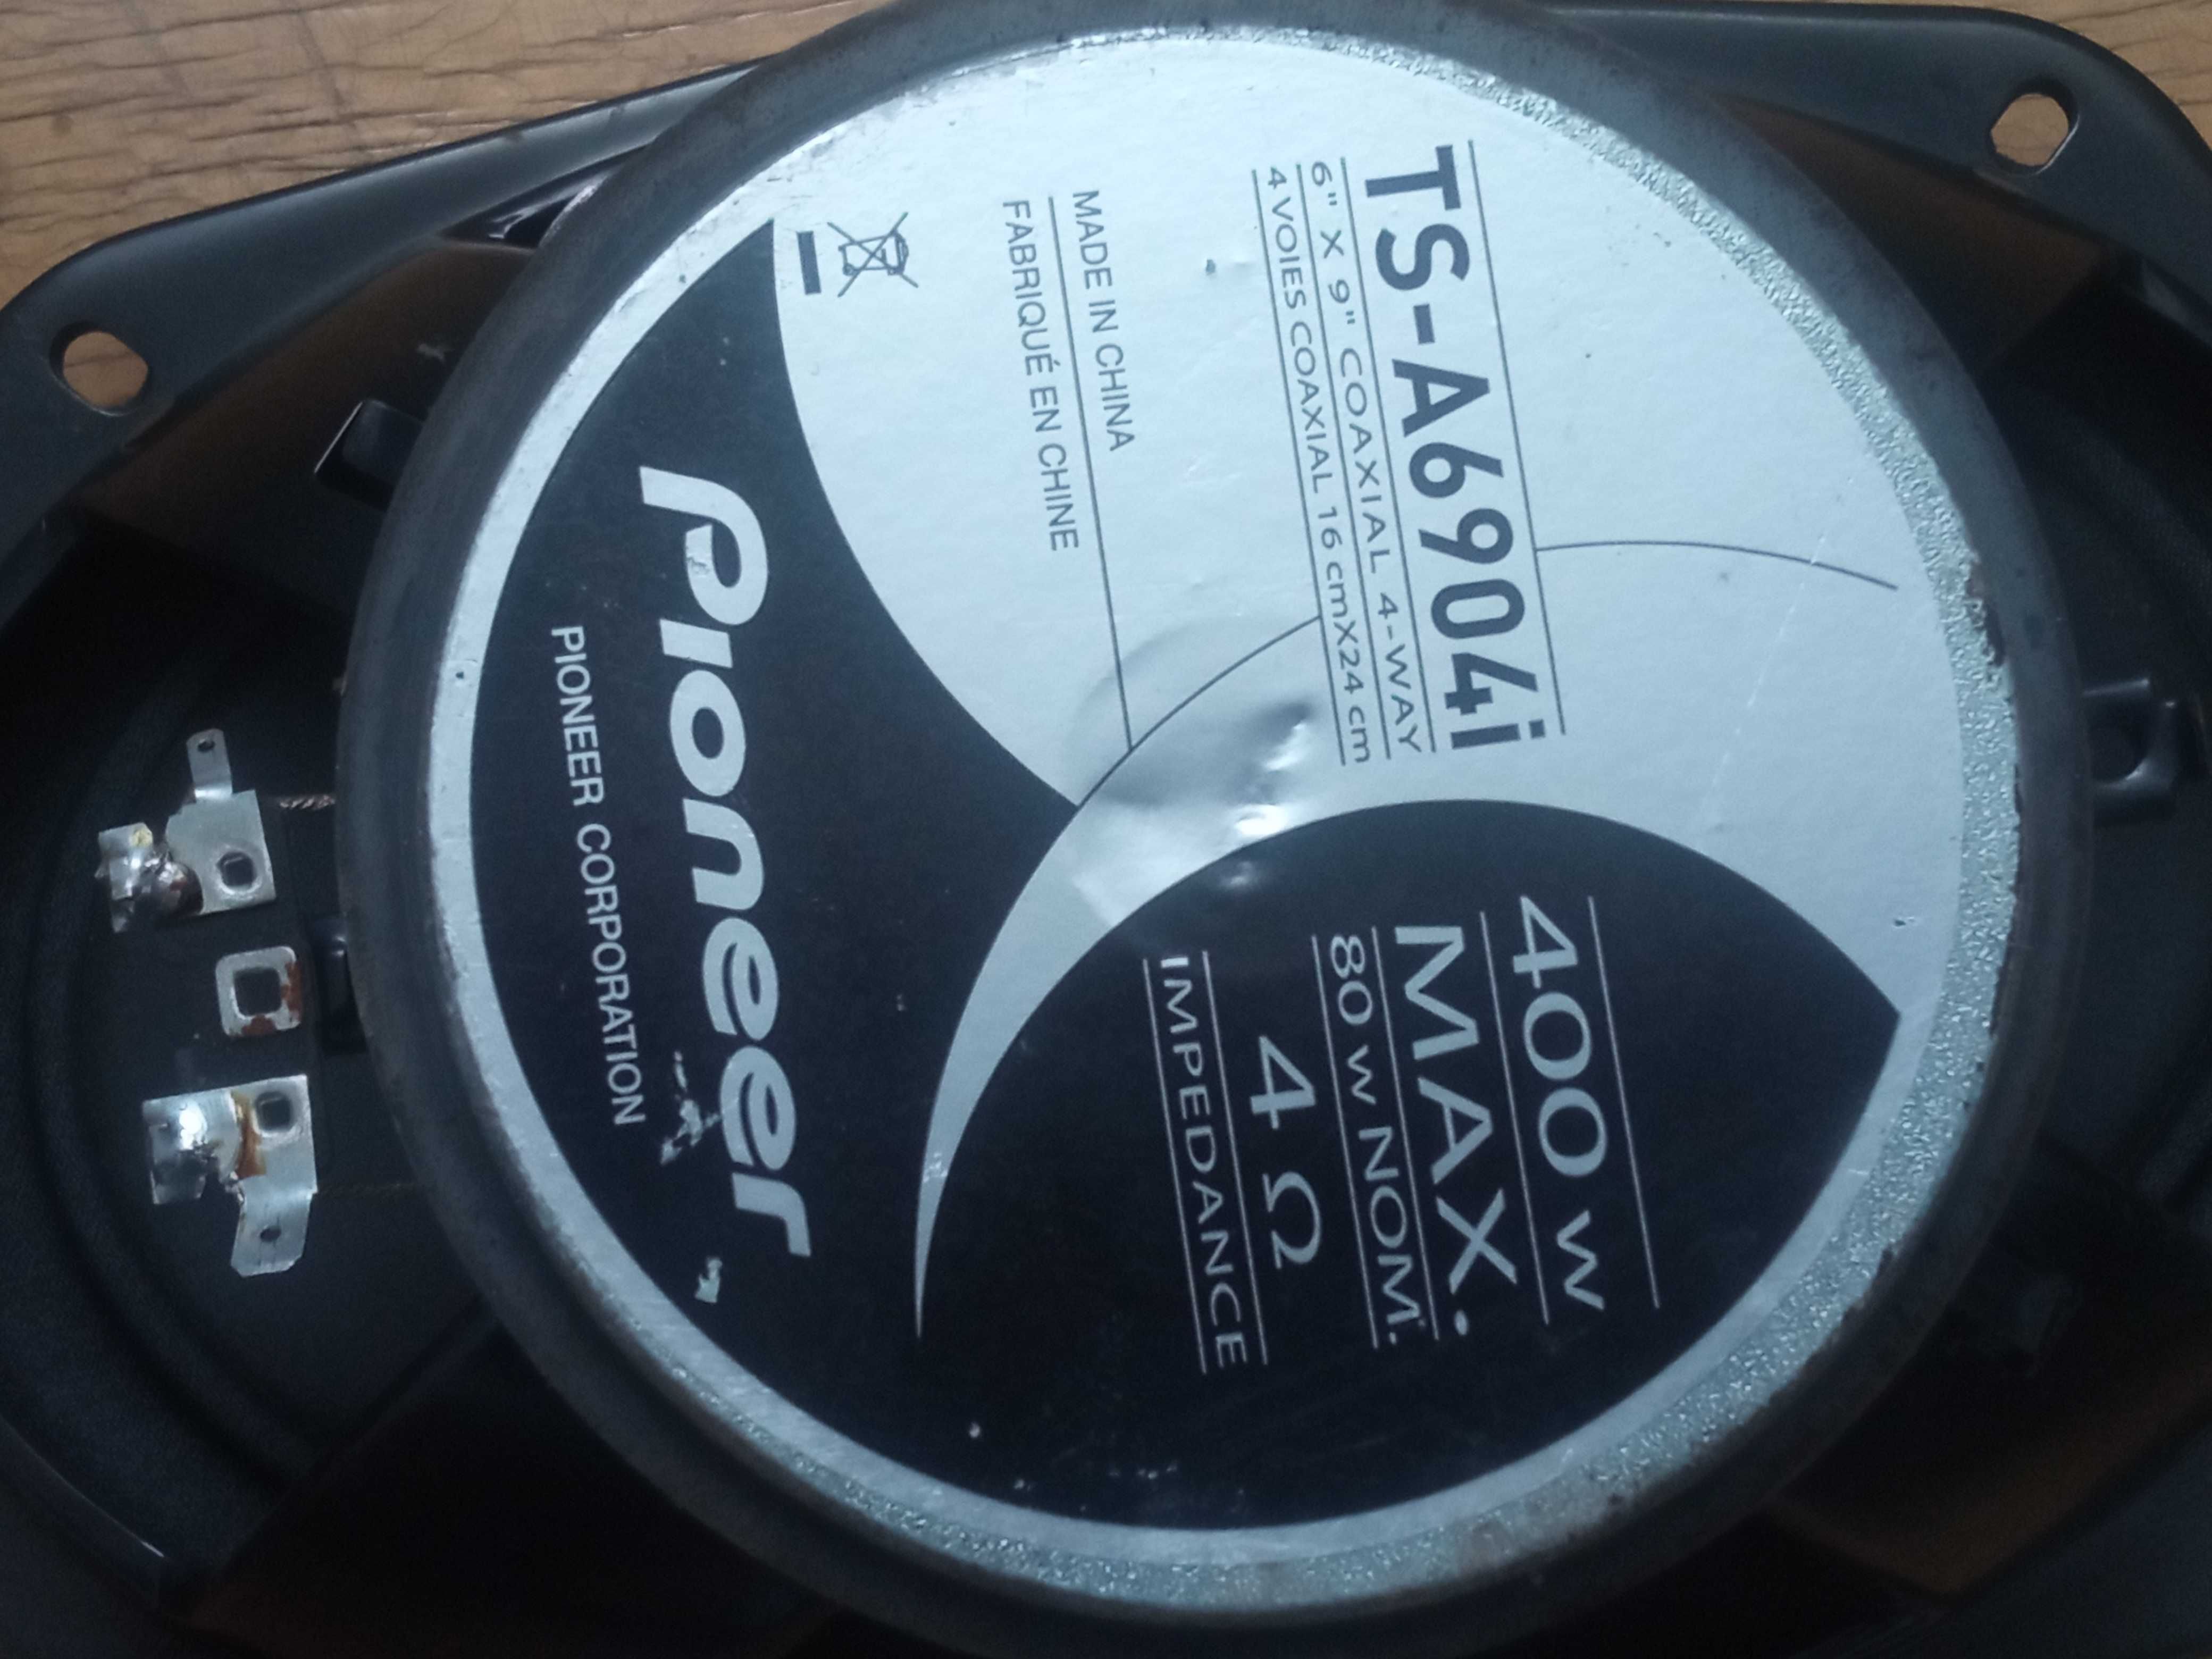 TS-A6904i
6" X 9" COAXIAL 4-WAY
4 VOIES COAXIAL 16 cmX24 cm
MADE IN CHINA
FABRIQUÉ EN CHINE
400 W
MAX.
80 W NOM.
4 Ω
IMPEDANCE
Pioneer
PIONEER CORPORATION